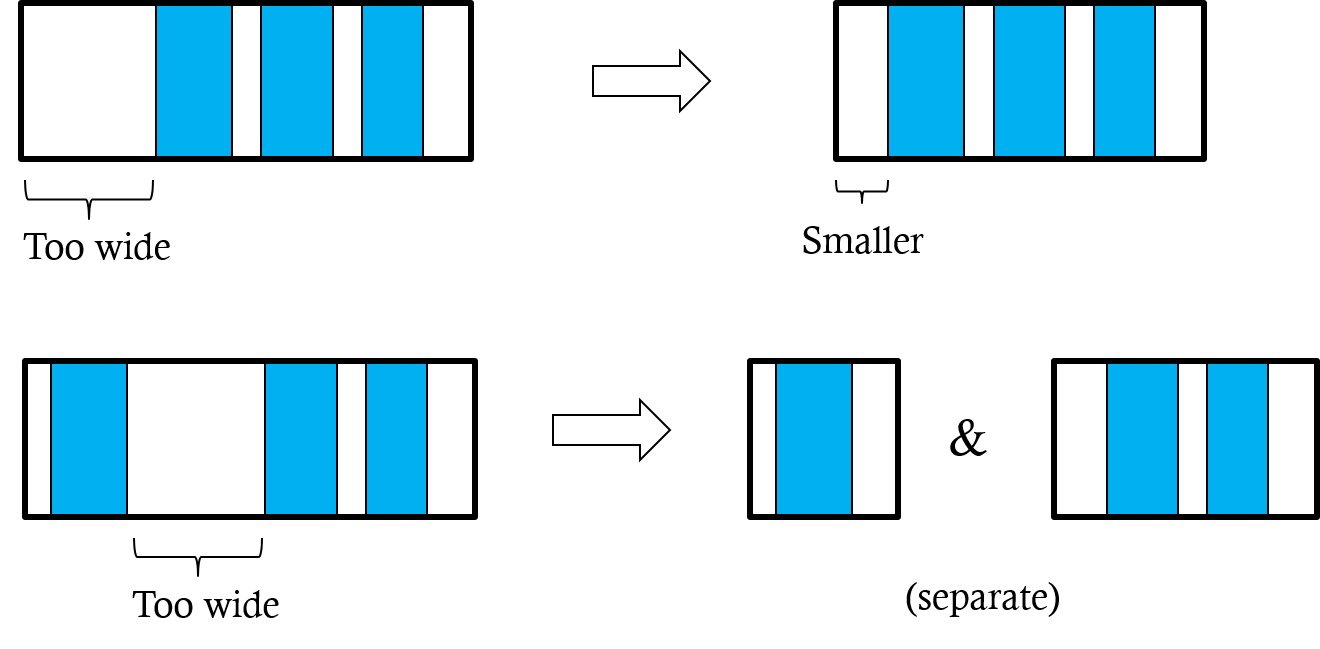 Too wide
Smaller
&
Too wide
(separate)